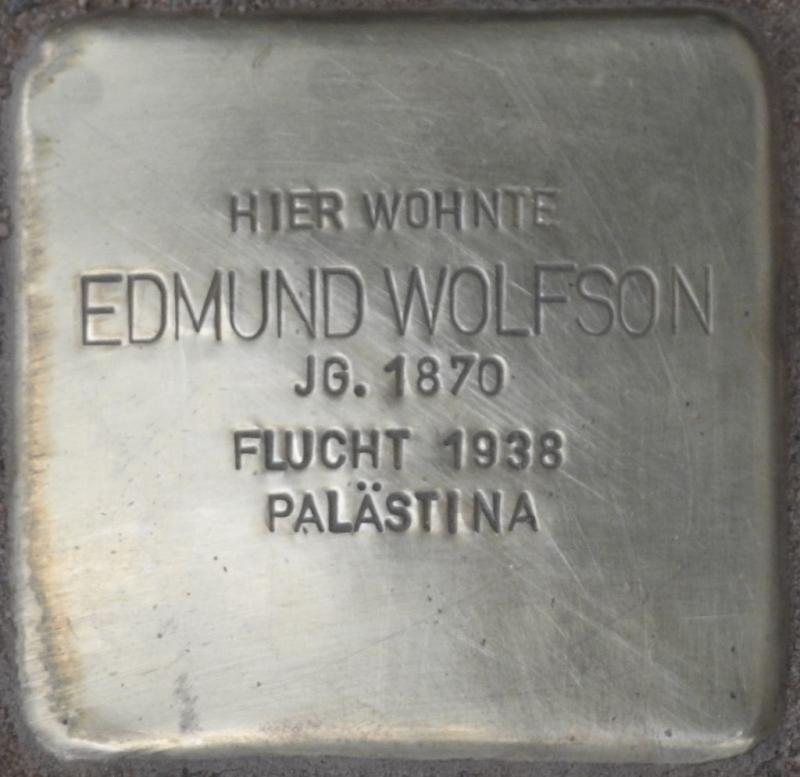 HIER WOHNTE
EDMUND WOLFSON
JG. 1870
FLUCHT 1938
PALÄSTINA